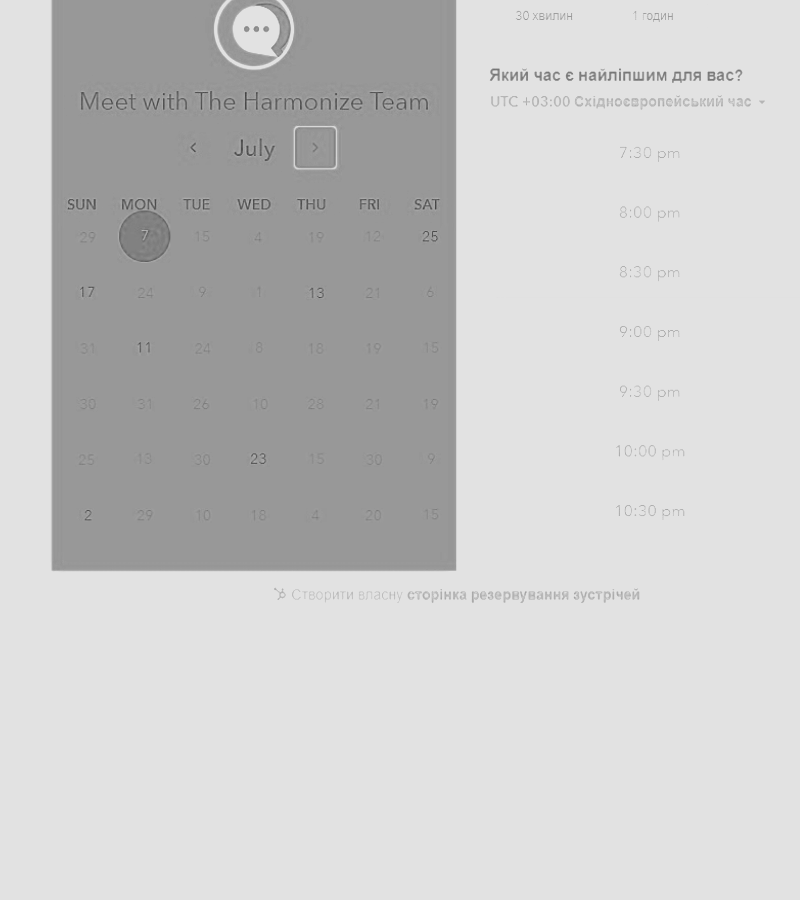 30 хвилин 1 годин
Meet with The Harmonize Team
July
SUN MON TUE WED THU FRI SAT
29 7 15 4 19 12 25
17 24 9 1 13 21 6
31 11 24 8 18 19 15
30 31 26 10 28 21 19
25 13 30 23 15 30 9
2 29 10 18 4 20 15
Який час є найліпшим для вас?
UTC +03:00 Східноєвропейський час
7:30 pm
8:00 pm
8:30 pm
9:00 pm
9:30 pm
10:00 pm
10:30 pm
Створити власну сторінка резервування зустрічей